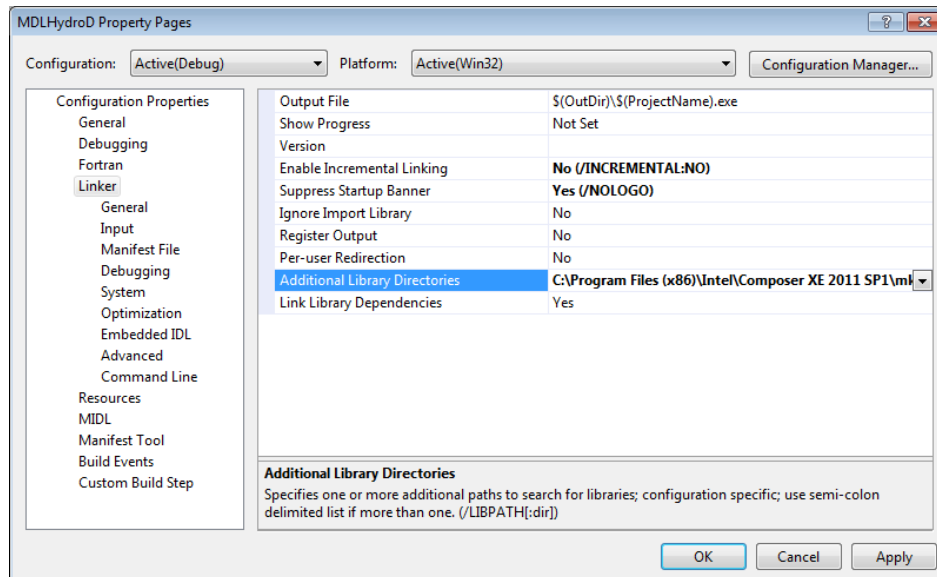 MDLHydroD Property Pages
Configuration: Active(Debug) Platform: Active(Win32) Configuration Manager...
Configuration Properties
General
Debugging
Fortran
Linker
General
Input
Manifest File
Debugging
System
Optimization
Embedded IDL
Advanced
Command Line
Resources
MIDL
Manifest Tool
Build Events
Custom Build Step
Output File $(OutDir)\$(ProjectName).exe
Show Progress Not Set
Version
Enable Incremental Linking No (/INCREMENTAL:NO)
Suppress Startup Banner Yes (/NOLOGO)
Ignore Import Library No
Register Output No
Per-user Redirection No
Additional Library Directories C:\Program Files (x86)\Intel\Composer XE 2011 SP1\mk
Link Library Dependencies Yes
Additional Library Directories
Specifies one or more additional paths to search for libraries; configuration specific; use semi-colon
delimited list if more than one. (/LIBPATH[:dir])
OK Cancel Apply